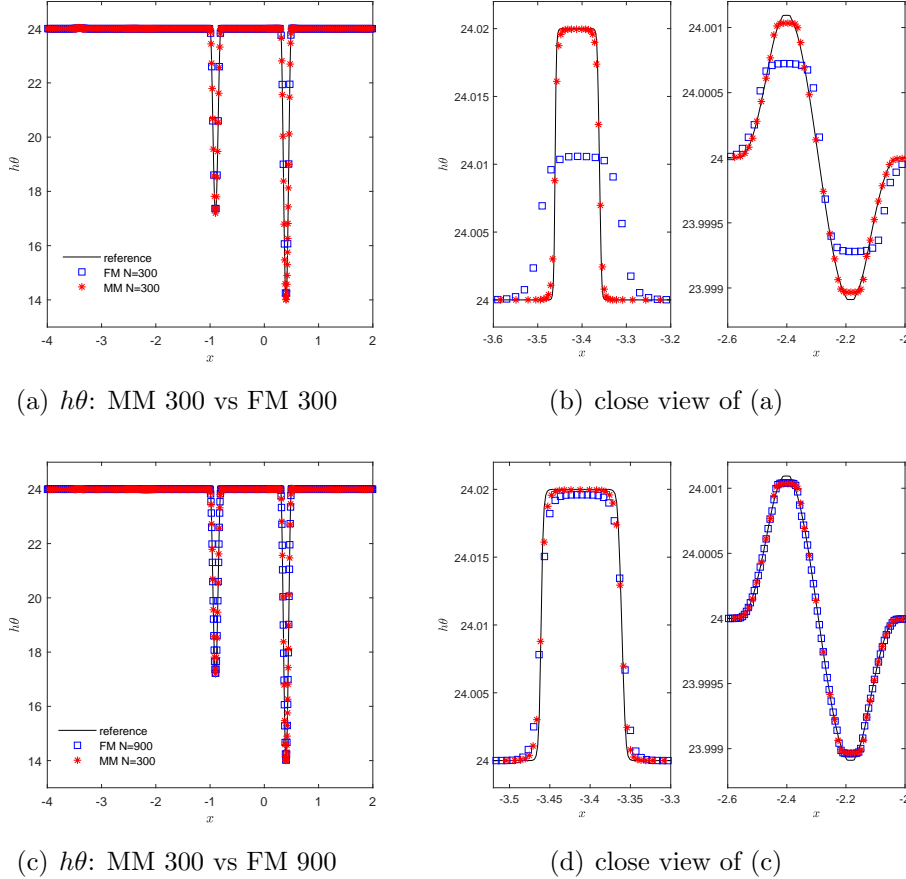 24
22
20
18
16
14
hθ
reference
FM N=300
MM N=300
-4 -3 -2 -1 0 1 2
x
(a) hθ: MM 300 vs FM 300
24.02
24.015
24.01
24.005
24
hθ
-3.6 -3.5 -3.4 -3.3 -3.2
x
24.001
24.0005
24
23.9995
23.999
-2.6 -2.4 -2.2 -2
x
(b) close view of (a)
24
22
20
18
16
14
hθ
reference
FM N=900
MM N=300
-4 -3 -2 -1 0 1 2
x
(c) hθ: MM 300 vs FM 900
24.02
24.015
24.01
24.005
24
hθ
-3.5 -3.45 -3.4 -3.35 -3.3
x
24.001
24.0005
24
23.9995
23.999
-2.6 -2.4 -2.2 -2
x
(d) close view of (c)